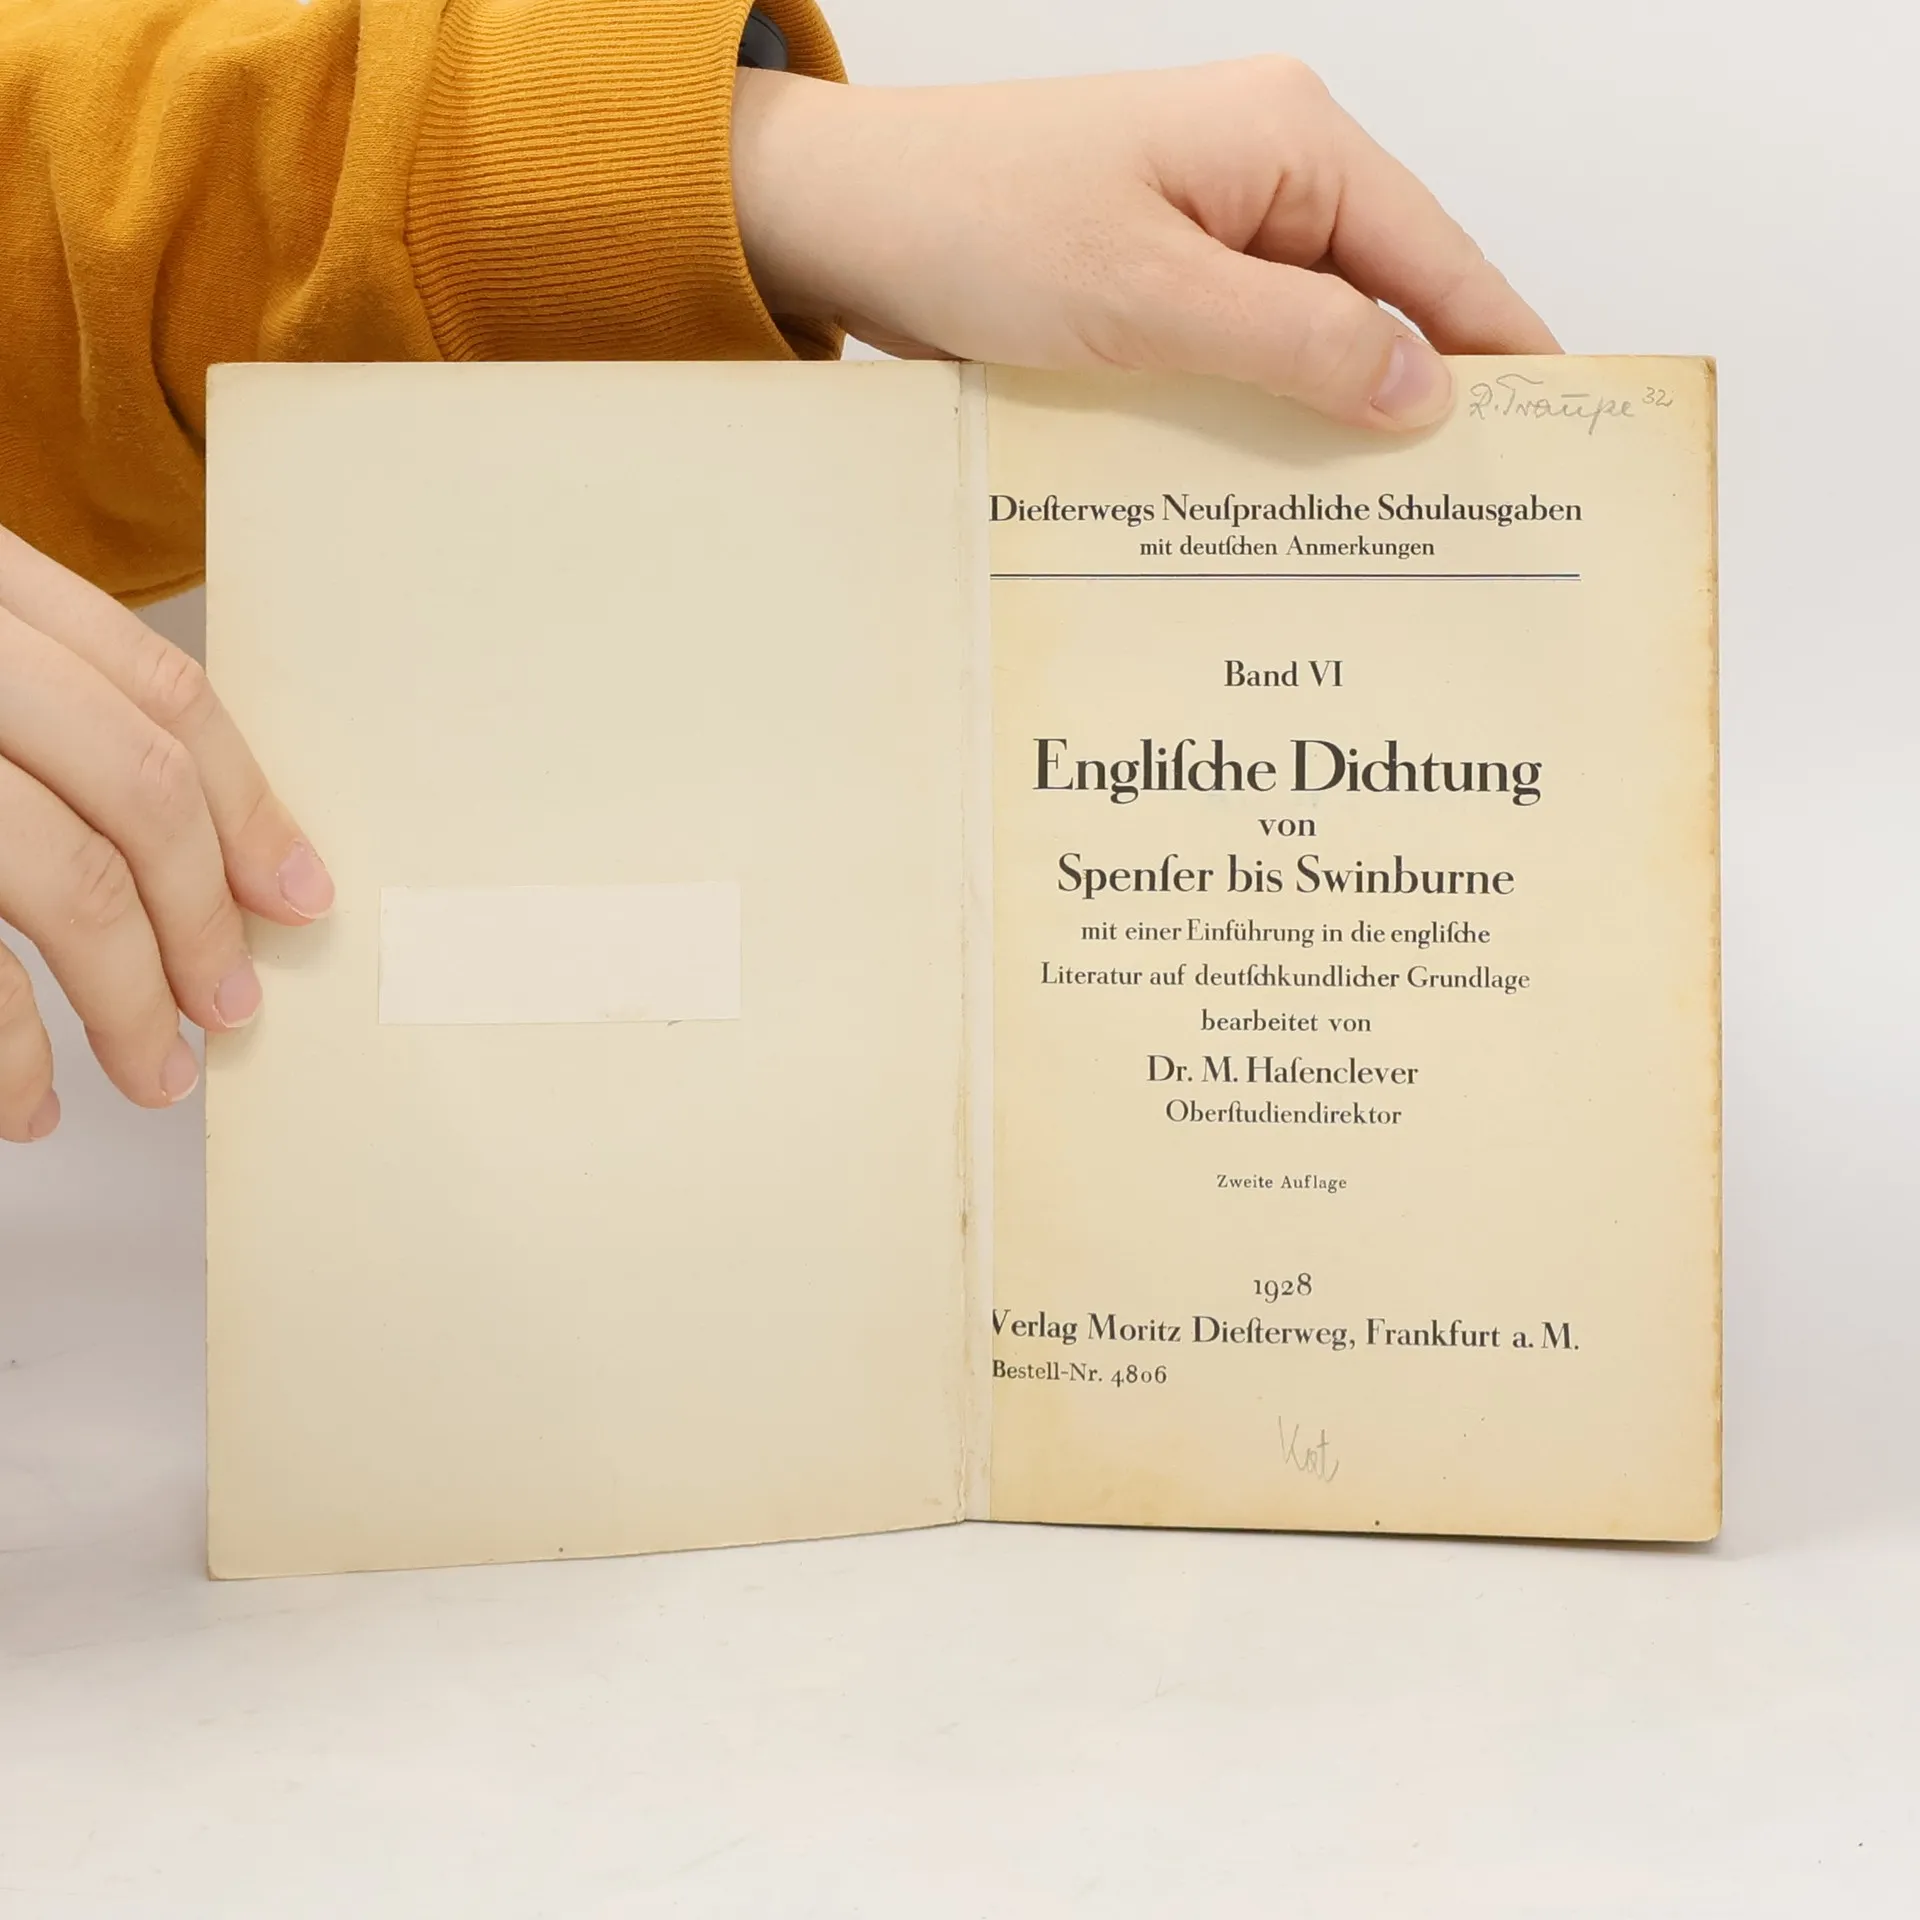 R. Traupe 32
Dieſterwegs Neuſprachliche Schulausgaben
mit deutſchen Anmerkungen
Band VI
Engliſche Dichtung
von
Spenſer bis Swinburne
mit einer Einführung in die engliſche
Literatur auf deutſchkundlicher Grundlage
bearbeitet von
Dr. M. Haſenclever
Oberſtudiendirektor
Zweite Auflage
1928
Verlag Moritz Dieſterweg, Frankfurt a. M.
Bestell-Nr. 4806